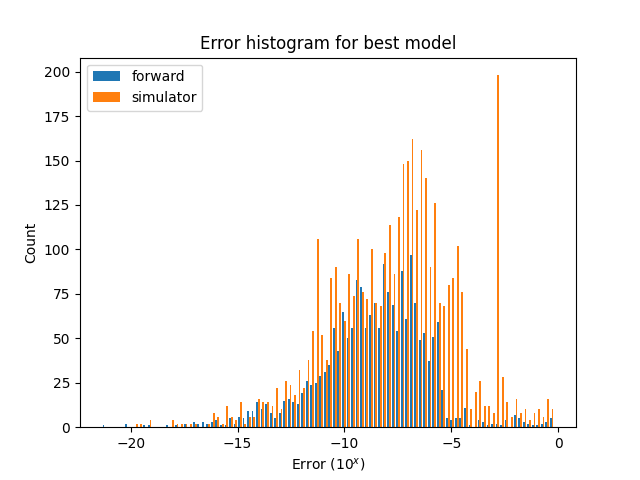 Error histogram for best model
forward
simulator
200
175
150
125
100
75
50
25
0
Count
−20 −15 −10 −5 0
Error (10^x)